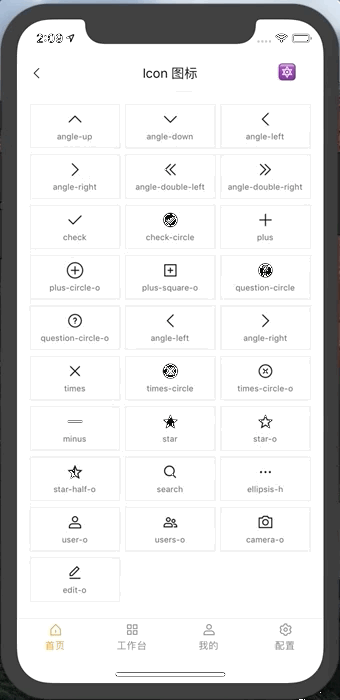 2:09
Icon 图标
angle-up angle-down angle-left
angle-right angle-double-left angle-double-right
check check-circle plus
plus-circle-o plus-square-o question-circle
question-circle-o angle-left angle-right
times times-circle times-circle-o
minus star star-o
star-half-o search ellipsis-h
user-o users-o camera-o
edit-o
首页 工作台 我的 配置